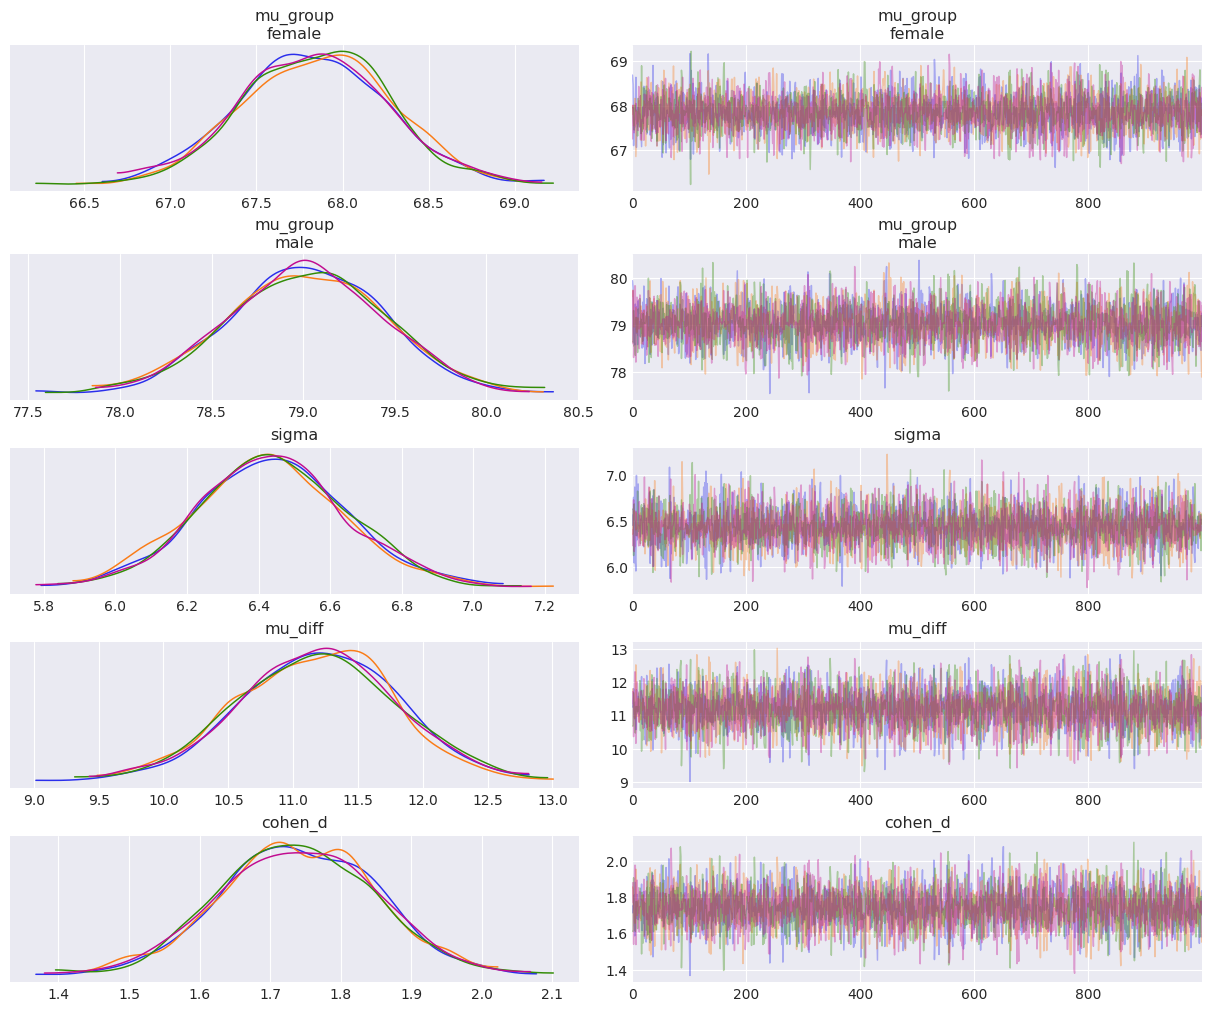 mu_group
female
66.5 67.0 67.5 68.0 68.5 69.0
mu_group
female
69
68
67
0 200 400 600 800
mu_group
male
77.5 78.0 78.5 79.0 79.5 80.0 80.5
mu_group
male
80
79
78
0 200 400 600 800
sigma
5.8 6.0 6.2 6.4 6.6 6.8 7.0 7.2
sigma
7.0
6.5
6.0
0 200 400 600 800
mu_diff
9.0 9.5 10.0 10.5 11.0 11.5 12.0 12.5 13.0
mu_diff
13
12
11
10
9
0 200 400 600 800
cohen_d
1.4 1.5 1.6 1.7 1.8 1.9 2.0 2.1
cohen_d
2.0
1.8
1.6
1.4
0 200 400 600 800